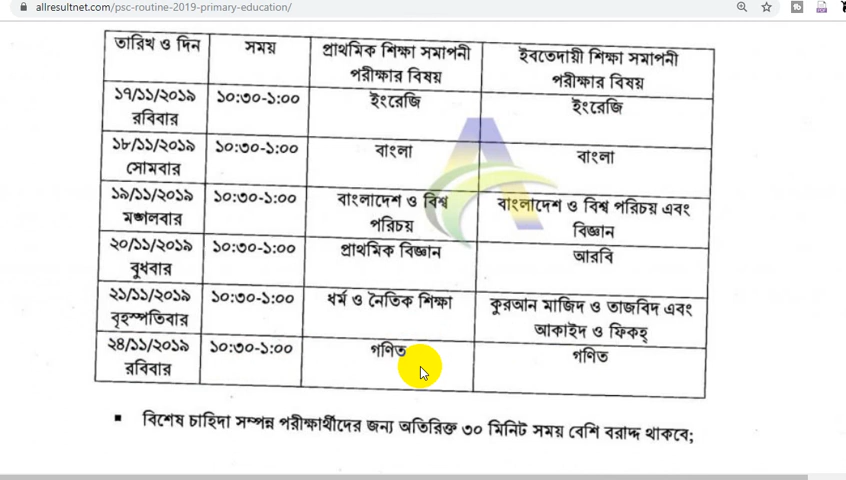 allresultnet.com/psc-routine-2019-primary-education/
তারিখ ও দিন
সময়
প্রাথমিক শিক্ষা সমাপনী
পরীক্ষার বিষয়
ইবতেদায়ী শিক্ষা সমাপনী
পরীক্ষার বিষয়
১৭/১১/২০১৯
রবিবার
১০:৩০-১:০০
ইংরেজি
ইংরেজি
১৮/১১/২০১৯
সোমবার
১০:৩০-১:০০
বাংলা
বাংলা
১৯/১১/২০১৯
মঙ্গলবার
১০:৩০-১:০০
বাংলাদেশ ও বিশ্ব
পরিচয়
বাংলাদেশ ও বিশ্ব পরিচয় এবং
বিজ্ঞান
২০/১১/২০১৯
বুধবার
১০:৩০-১:০০
প্রাথমিক বিজ্ঞান
আরবি
২১/১১/২০১৯
বৃহস্পতিবার
১০:৩০-১:০০
ধর্ম ও নৈতিক শিক্ষা
কুরআন মাজিদ ও তাজবিদ এবং
আকাইদ ও ফিকহ্
২৪/১১/২০১৯
রবিবার
১০:৩০-১:০০
গণিত
গণিত
▪ বিশেষ চাহিদা সম্পন্ন পরীক্ষার্থীদের জন্য অতিরিক্ত ৩০ মিনিট সময় বেশি বরাদ্দ থাকবে;